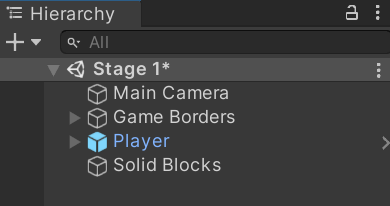 Hierarchy
All
Stage 1*
Main Camera
Game Borders
Player
Solid Blocks